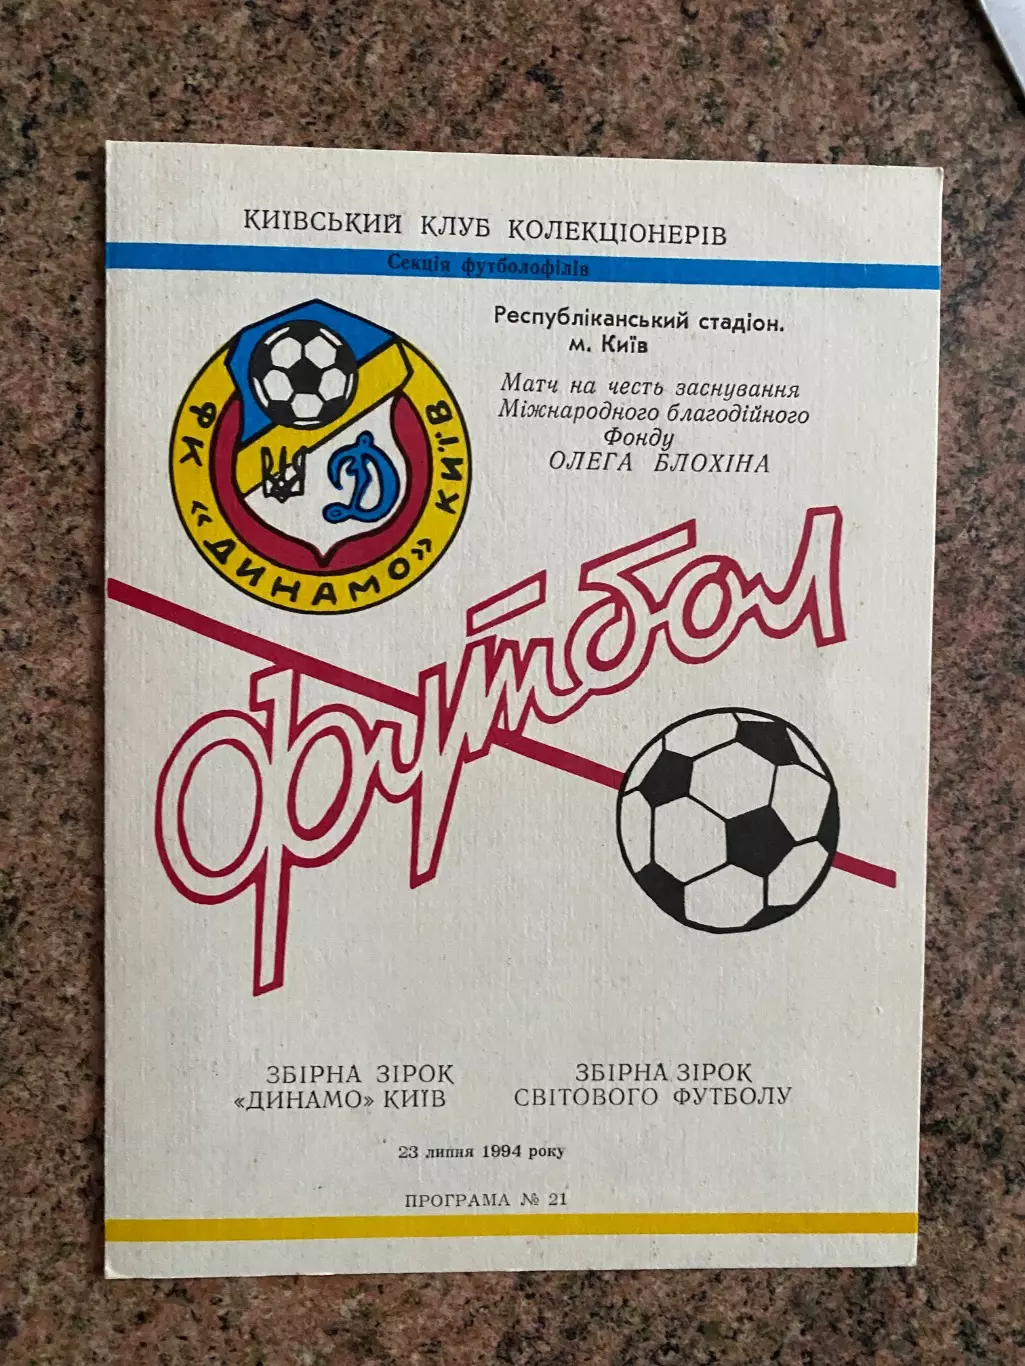 КИЇВСЬКИЙ КЛУБ КОЛЕКЦІОНЕРІВ
Секція футболофілів
Республіканський стадіон.
м. Київ
Матч на честь заснування
Міжнародного благодійного
Фонду
ОЛЕГА БЛОХІНА
ФК «ДИНАМО» КИЇВ
Д
футбол
ЗБІРНА ЗІРОК
«ДИНАМО» КИЇВ
ЗБІРНА ЗІРОК
СВІТОВОГО ФУТБОЛУ
23 липня 1994 року
ПРОГРАМА № 21